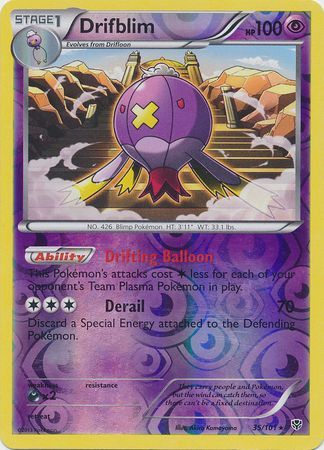 STAGE1
Drifblim
HP100
Evolves from Drifloon
NO. 426 Blimp Pokémon HT: 3'11" WT: 33.1 lbs.
Ability Drifting Balloon
This Pokémon's attacks cost less for each of your
opponent's Team Plasma Pokémon in play.
Derail 70
Discard a Special Energy attached to the Defending
Pokémon.
weakness resistance
×2
retreat
They carry people and Pokémon,
but the wind can catch them, so
there can't be a fixed destination.
Illus. Akira Komayama
35/101